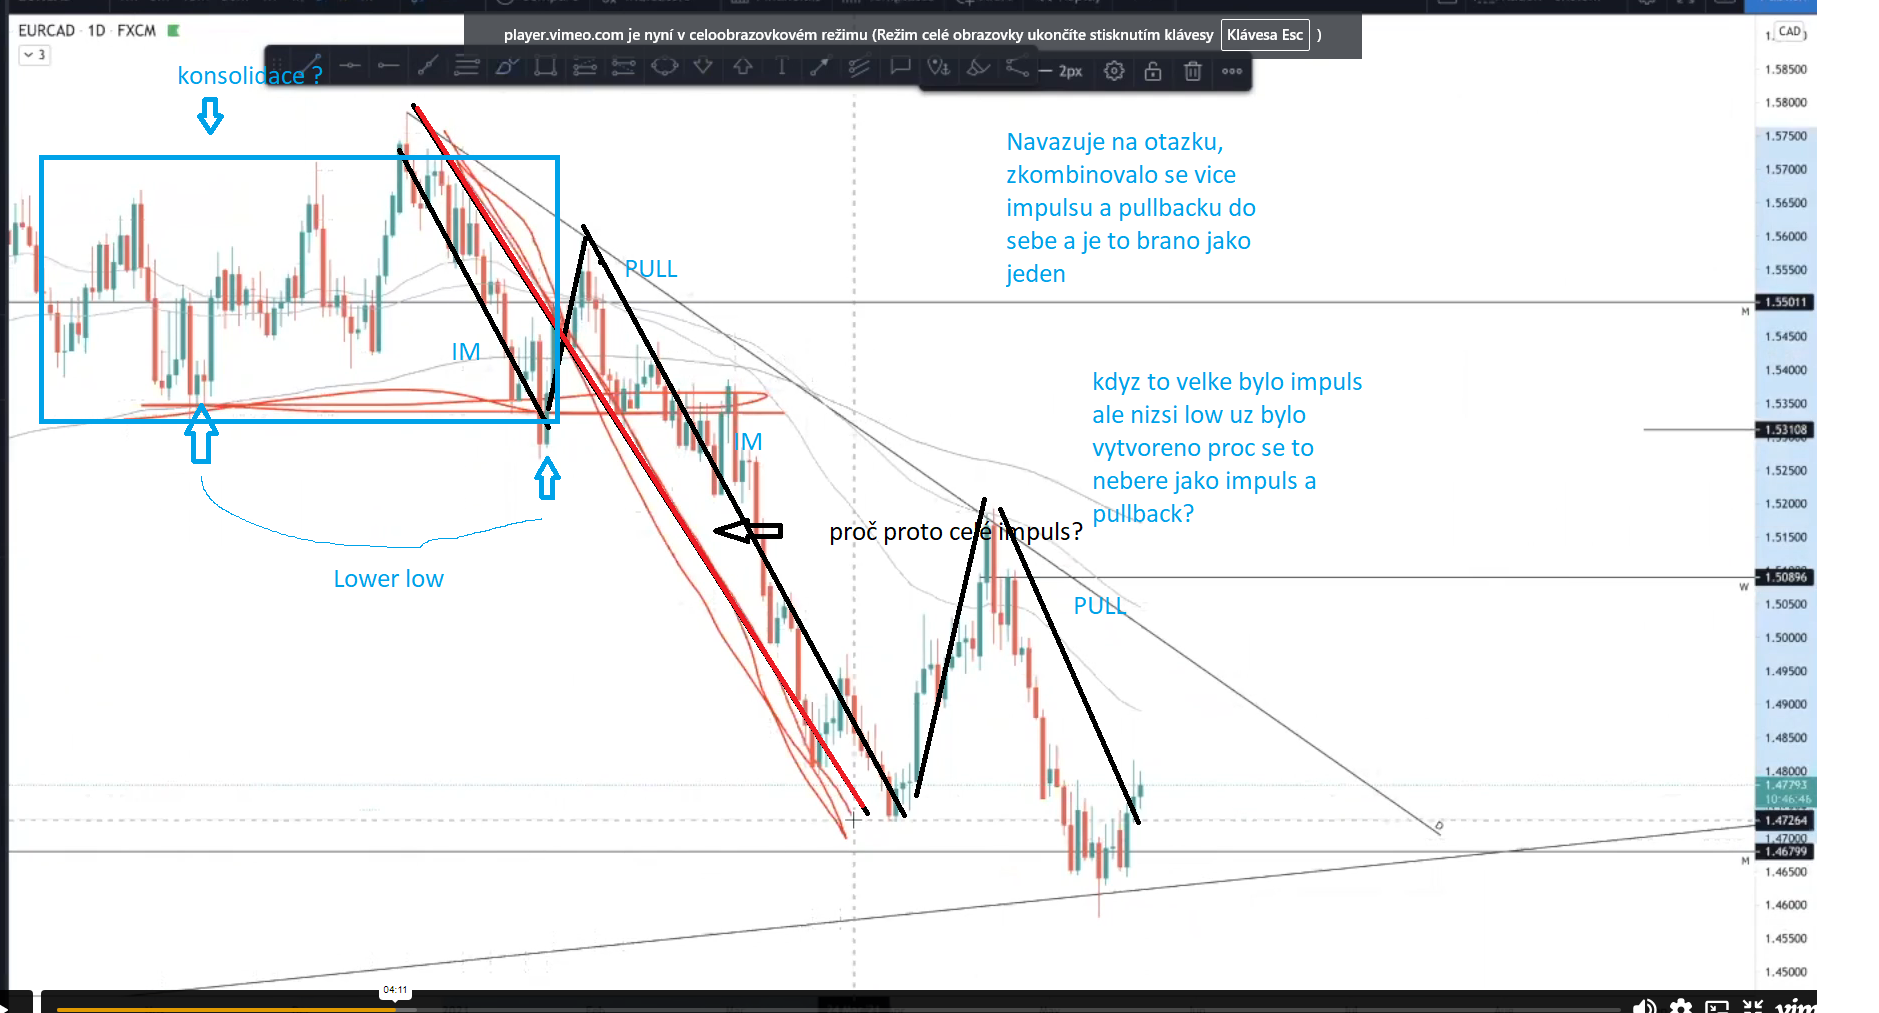 player.vimeo.com je nyní v celoobrazovkovém režimu (Režim celé obrazovky ukončíte stisknutím klávesy Klávesa Esc )
EURCAD · 1D · FXCM
3
CAD
2px
konsolidace ?
Navazuje na otazku,
zkombinovalo se vice
impulsu a pullbacku do
sebe a je to brano jako
jeden
PULL
IM
kdyz to velke bylo impuls
ale nizsi low uz bylo
vytvoreno proc se to
nebere jako impuls a
pullback?
IM
proč proto celé impuls?
Lower low
PULL
D
1.58500
1.58000
1.57500
1.57000
1.56500
1.56000
1.55500
1.55011
M
1.54500
1.54000
1.53500
1.53108
1.52500
1.52000
1.51500
1.50896
W
1.50500
1.50000
1.49500
1.49000
1.48500
1.48000
1.47793
10:46:46
1.47264
1.47000
1.46799
M
1.46500
1.46000
1.45500
1.45000
04:11